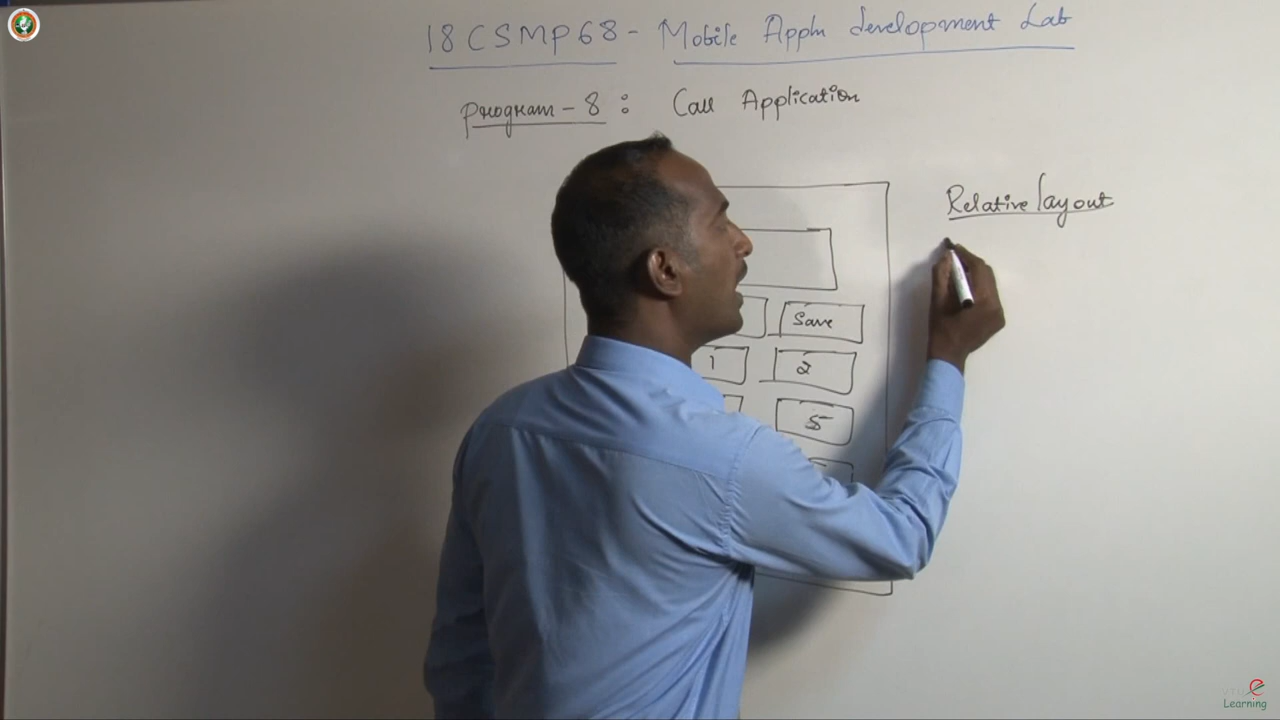 18CSMP68 - Mobile Appln development Lab
Program - 8 : Call Application
Relative layout
Save
1 2
5
e
Learning